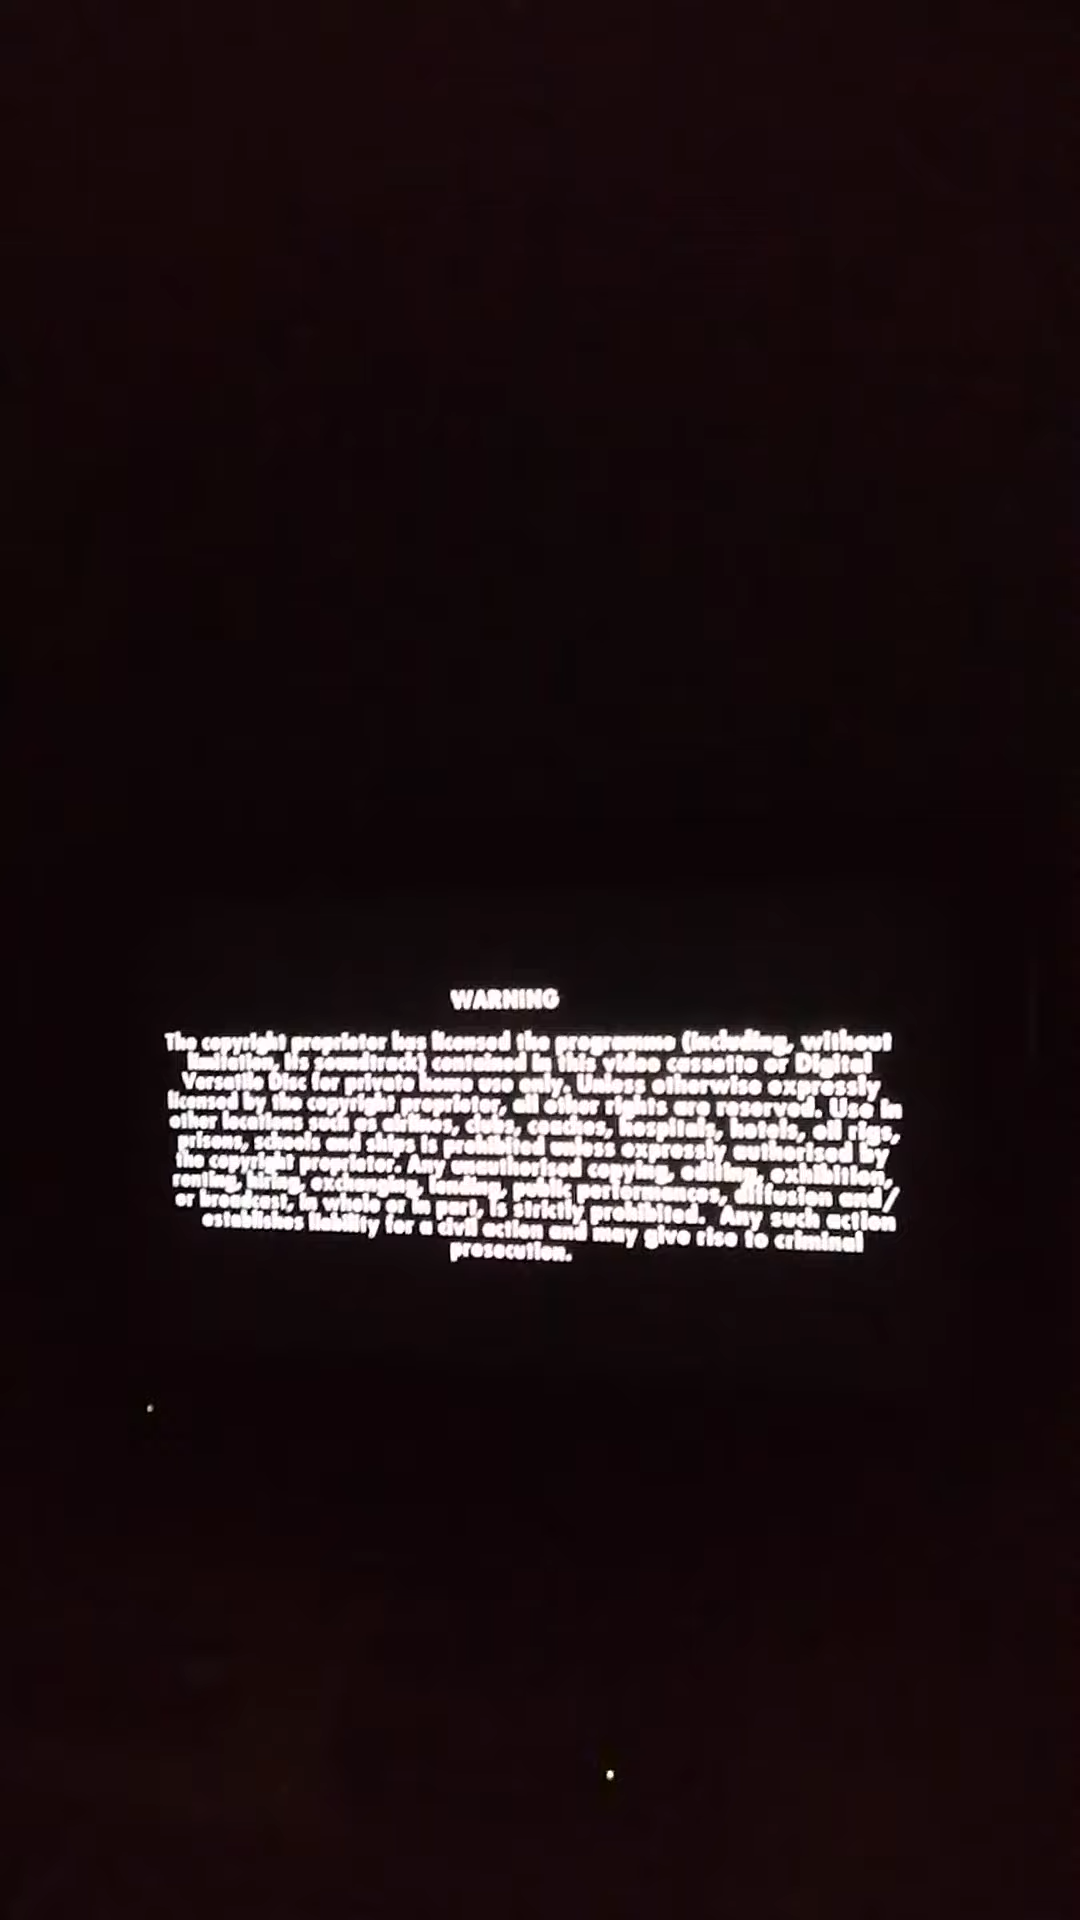 WARNING
The copyright proprietor has licensed the programme (including, without
limitation, its soundtrack) contained in this video cassette or Digital
Versatile Disc for private home use only. Unless otherwise expressly
licensed by the copyright proprietor, all other rights are reserved. Use in
other locations such as airlines, clubs, coaches, hospitals, hotels, oil rigs,
prisons, schools and ships is prohibited unless expressly authorised by
the copyright proprietor. Any unauthorised copying, editing, exhibition,
renting, hiring, exchanging, lending, public performances, diffusion and/
or broadcast, in whole or in part, is strictly prohibited. Any such action
establishes liability for a civil action and may give rise to criminal
prosecution.